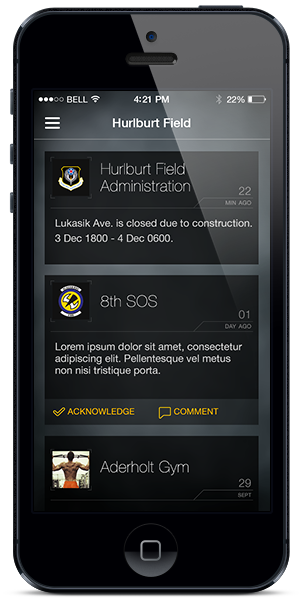 BELL 4:21 PM 22%
Hurlburt Field
Hurlburt Field
Administration
22
MIN AGO
Lukasik Ave. is closed due to construction.
3 Dec 1800 - 4 Dec 0600.
8th SOS
01
DAY AGO
Lorem ipsum dolor sit amet, consectetur
adipiscing elit. Pellentesque vel metus
non nisi tristique porta.
ACKNOWLEDGE COMMENT
Aderholt Gym
29
SEPT